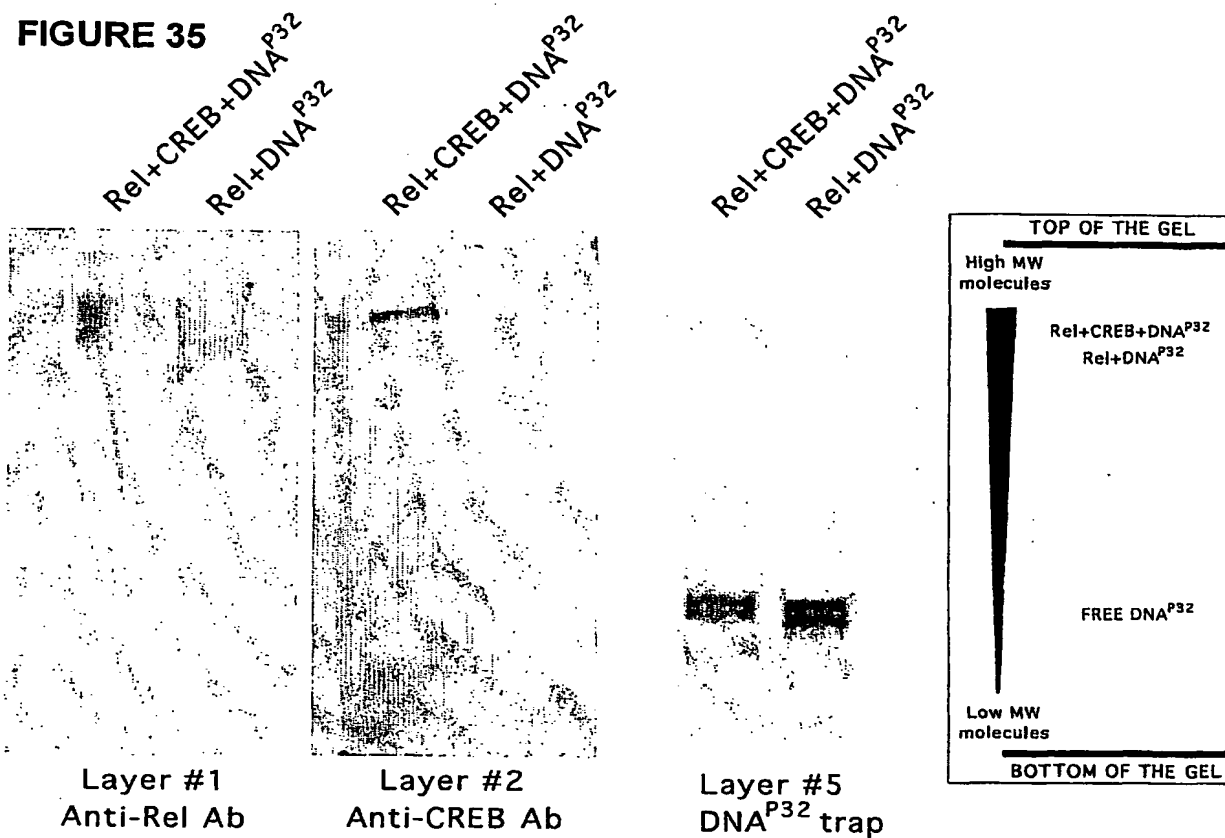 FIGURE 35
Rel+CREB+DNA^P32
Rel+DNA^P32
Rel+CREB+DNA^P32
Rel+DNA^P32
Rel+CREB+DNA^P32
Rel+DNA^P32
Layer #1
Anti-Rel Ab
Layer #2
Anti-CREB Ab
Layer #5
DNA^P32 trap
TOP OF THE GEL
High MW
molecules
Rel+CREB+DNA^P32
Rel+DNA^P32
FREE DNA^P32
Low MW
molecules
BOTTOM OF THE GEL